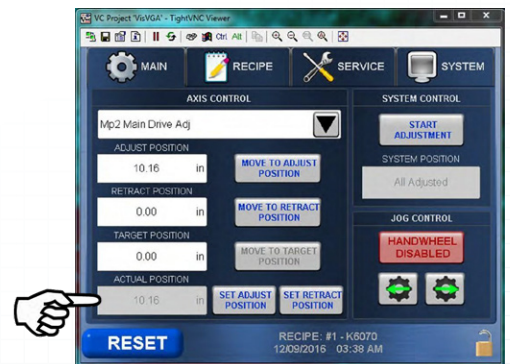 VC Project 'VisVGA' - TightVNC Viewer
Ctrl Alt
MAIN
RECIPE
SERVICE
SYSTEM
AXIS CONTROL
Mp2 Main Drive Adj
ADJUST POSITION
10.16 in
MOVE TO ADJUST
POSITION
RETRACT POSITION
0.00 in
MOVE TO RETRACT
POSITION
TARGET POSITION
0.00 in
MOVE TO TARGET
POSITION
ACTUAL POSITION
10.16 in
SET ADJUST
POSITION
SET RETRACT
POSITION
SYSTEM CONTROL
START
ADJUSTMENT
SYSTEM POSITION
All Adjusted
JOG CONTROL
HANDWHEEL
DISABLED
RESET
RECIPE: #1 - K6070
12/09/2016 03:38 AM